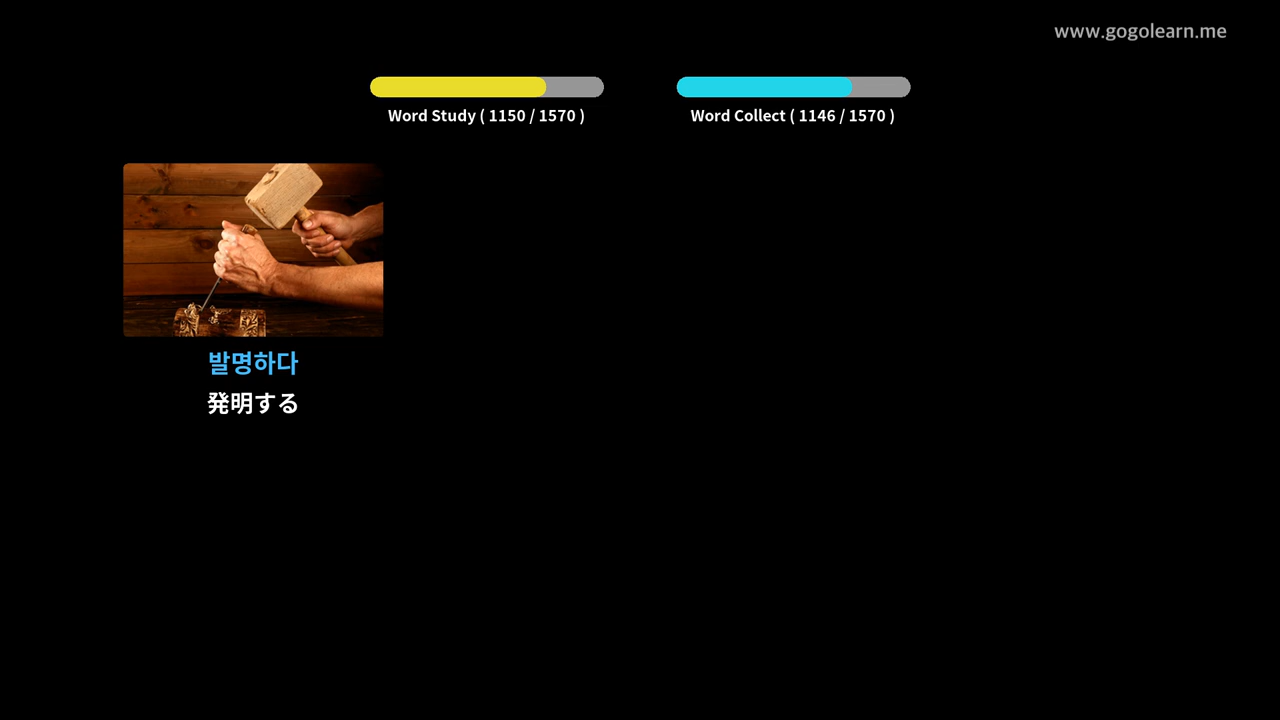 www.gogolearn.me
Word Study ( 1150 / 1570 )
Word Collect ( 1146 / 1570 )
발명하다
発明する